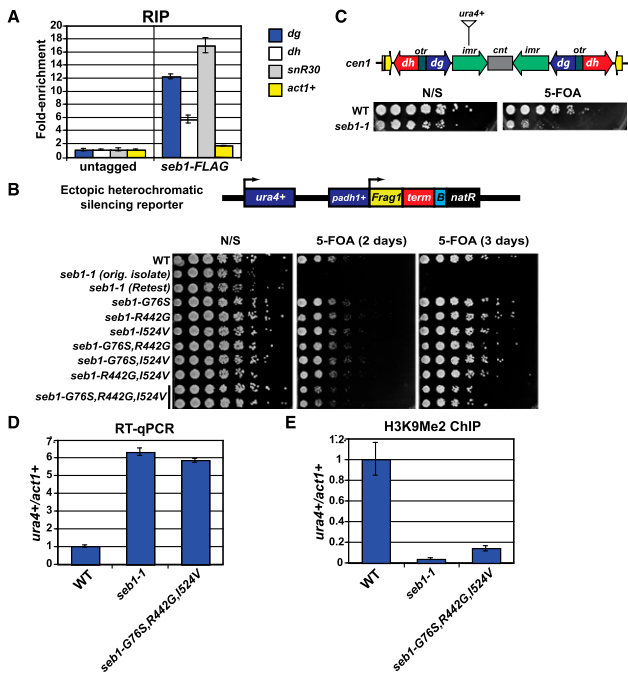 A
RIP
Fold-enrichment
20
18
16
14
12
10
8
6
4
2
0
untagged
seb1-FLAG
dg
dh
snR30
act1+
C
ura4+
cen1
otr
imr
cnt
imr
otr
dh
dg
dg
dh
N/S
5-FOA
WT
seb1-1
B
Ectopic heterochromatic
silencing reporter
ura4+
padh1+
Frag1
term
B
natR
N/S
5-FOA (2 days)
5-FOA (3 days)
WT
seb1-1 (orig. isolate)
seb1-1 (Retest)
seb1-G76S
seb1-R442G
seb1-I524V
seb1-G76S,R442G
seb1-G76S,I524V
seb1-R442G,I524V
seb1-G76S,R442G,I524V
D
RT-qPCR
ura4+/act1+
7
6
5
4
3
2
1
0
WT
seb1-1
seb1-G76S,R442G,I524V
E
H3K9Me2 ChIP
ura4+/act1+
1.2
1
0.8
0.6
0.4
0.2
0
WT
seb1-1
seb1-G76S,R442G,I524V